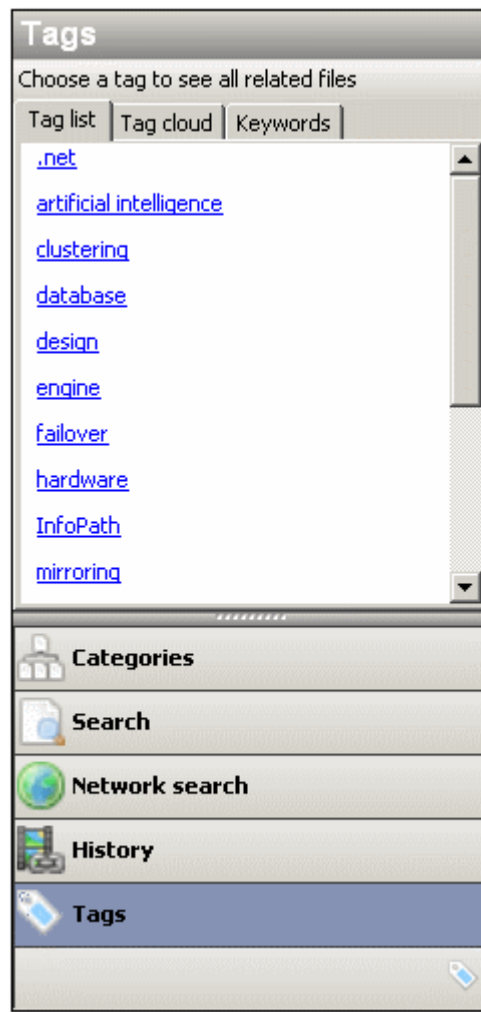 Tags
Choose a tag to see all related files
Tag list Tag cloud Keywords
.net
artificial intelligence
clustering
database
design
engine
failover
hardware
InfoPath
mirroring
Categories
Search
Network search
History
Tags